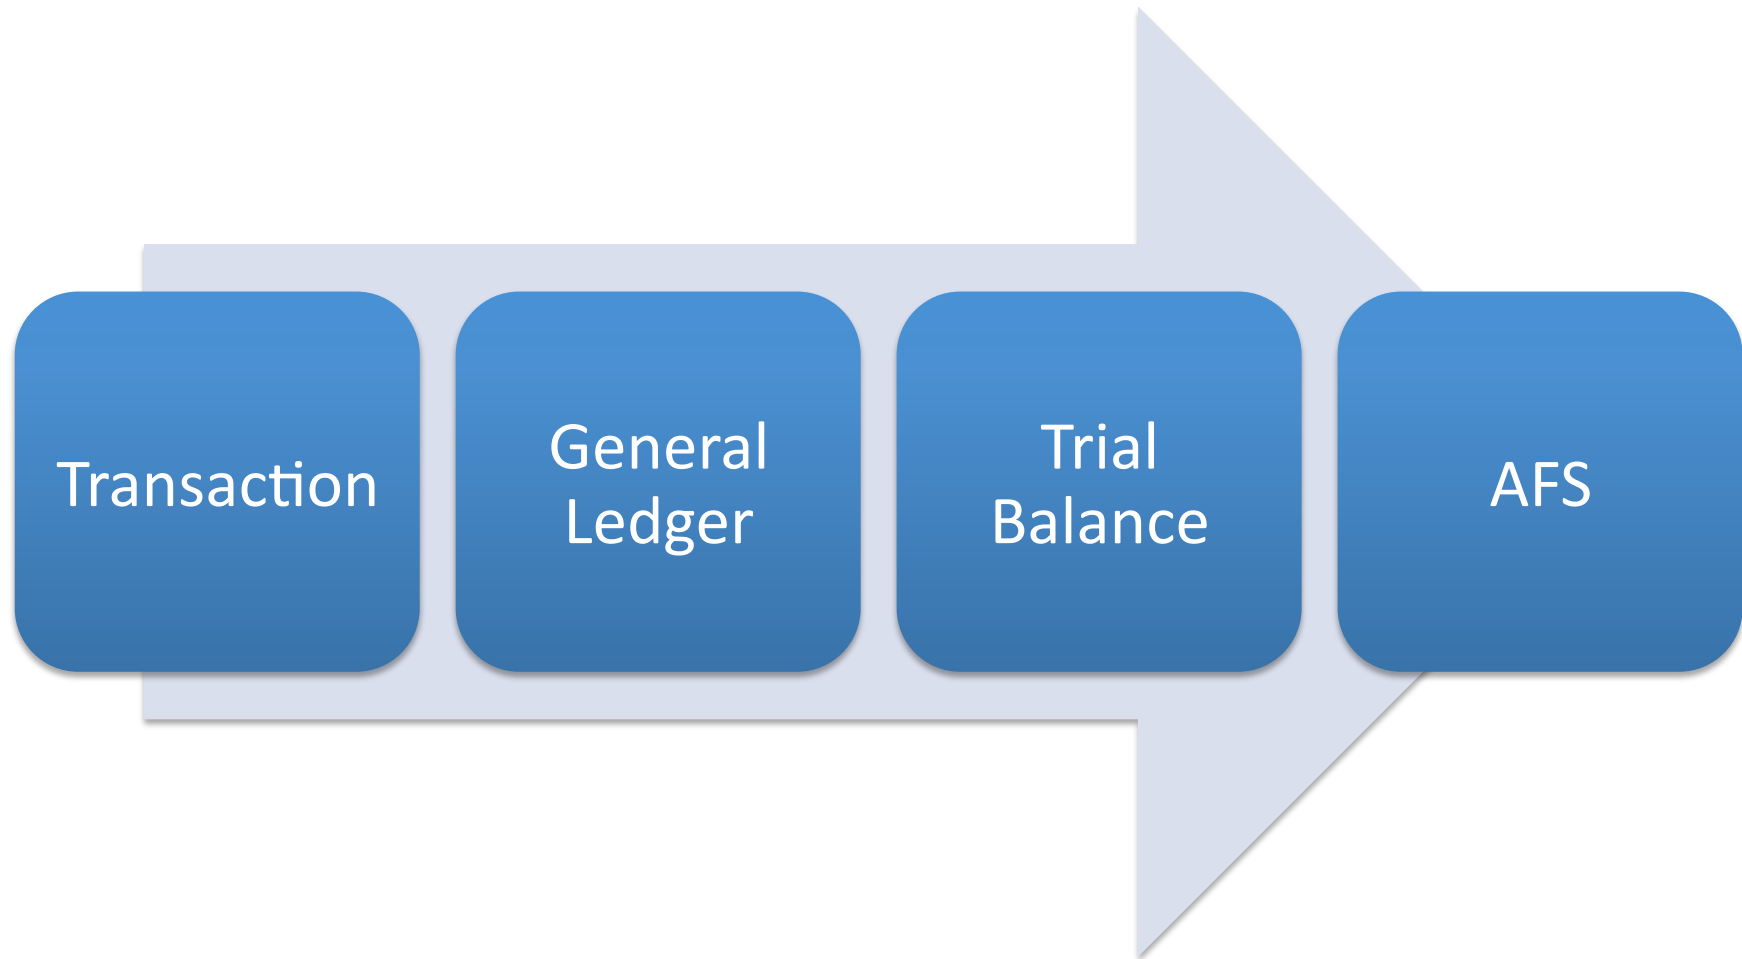 Transaction
General
Ledger
Trial
Balance
AFS